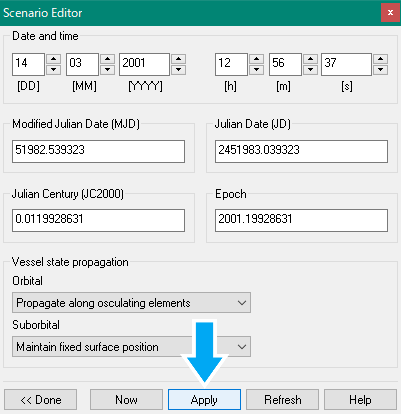 Scenario Editor
x
Date and time
14 03 2001 12 56 37
[DD] [MM] [YYYY] [h] [m] [s]
Modified Julian Date (MJD) Julian Date (JD)
51982.539323 2451983.039323
Julian Century (JC2000) Epoch
0.0119928631 2001.19928631
Vessel state propagation
Orbital
Propagate along osculating elements
Suborbital
Maintain fixed surface position
<< Done Now Apply Refresh Help